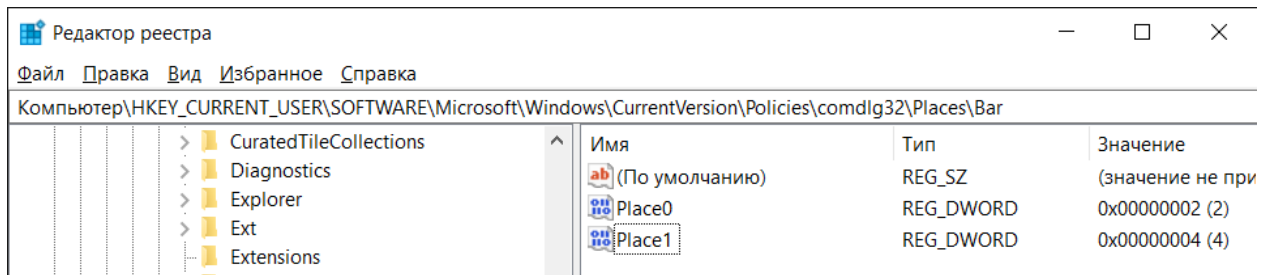 Редактор реестра
Файл Правка Вид Избранное Справка
Компьютер\HKEY_CURRENT_USER\SOFTWARE\Microsoft\Windows\CurrentVersion\Policies\comdlg32\Places\Bar
CuratedTileCollections
Diagnostics
Explorer
Ext
Extensions
Имя Тип Значение
(По умолчанию) REG_SZ (значение не при
Place0 REG_DWORD 0x00000002 (2)
Place1 REG_DWORD 0x00000004 (4)